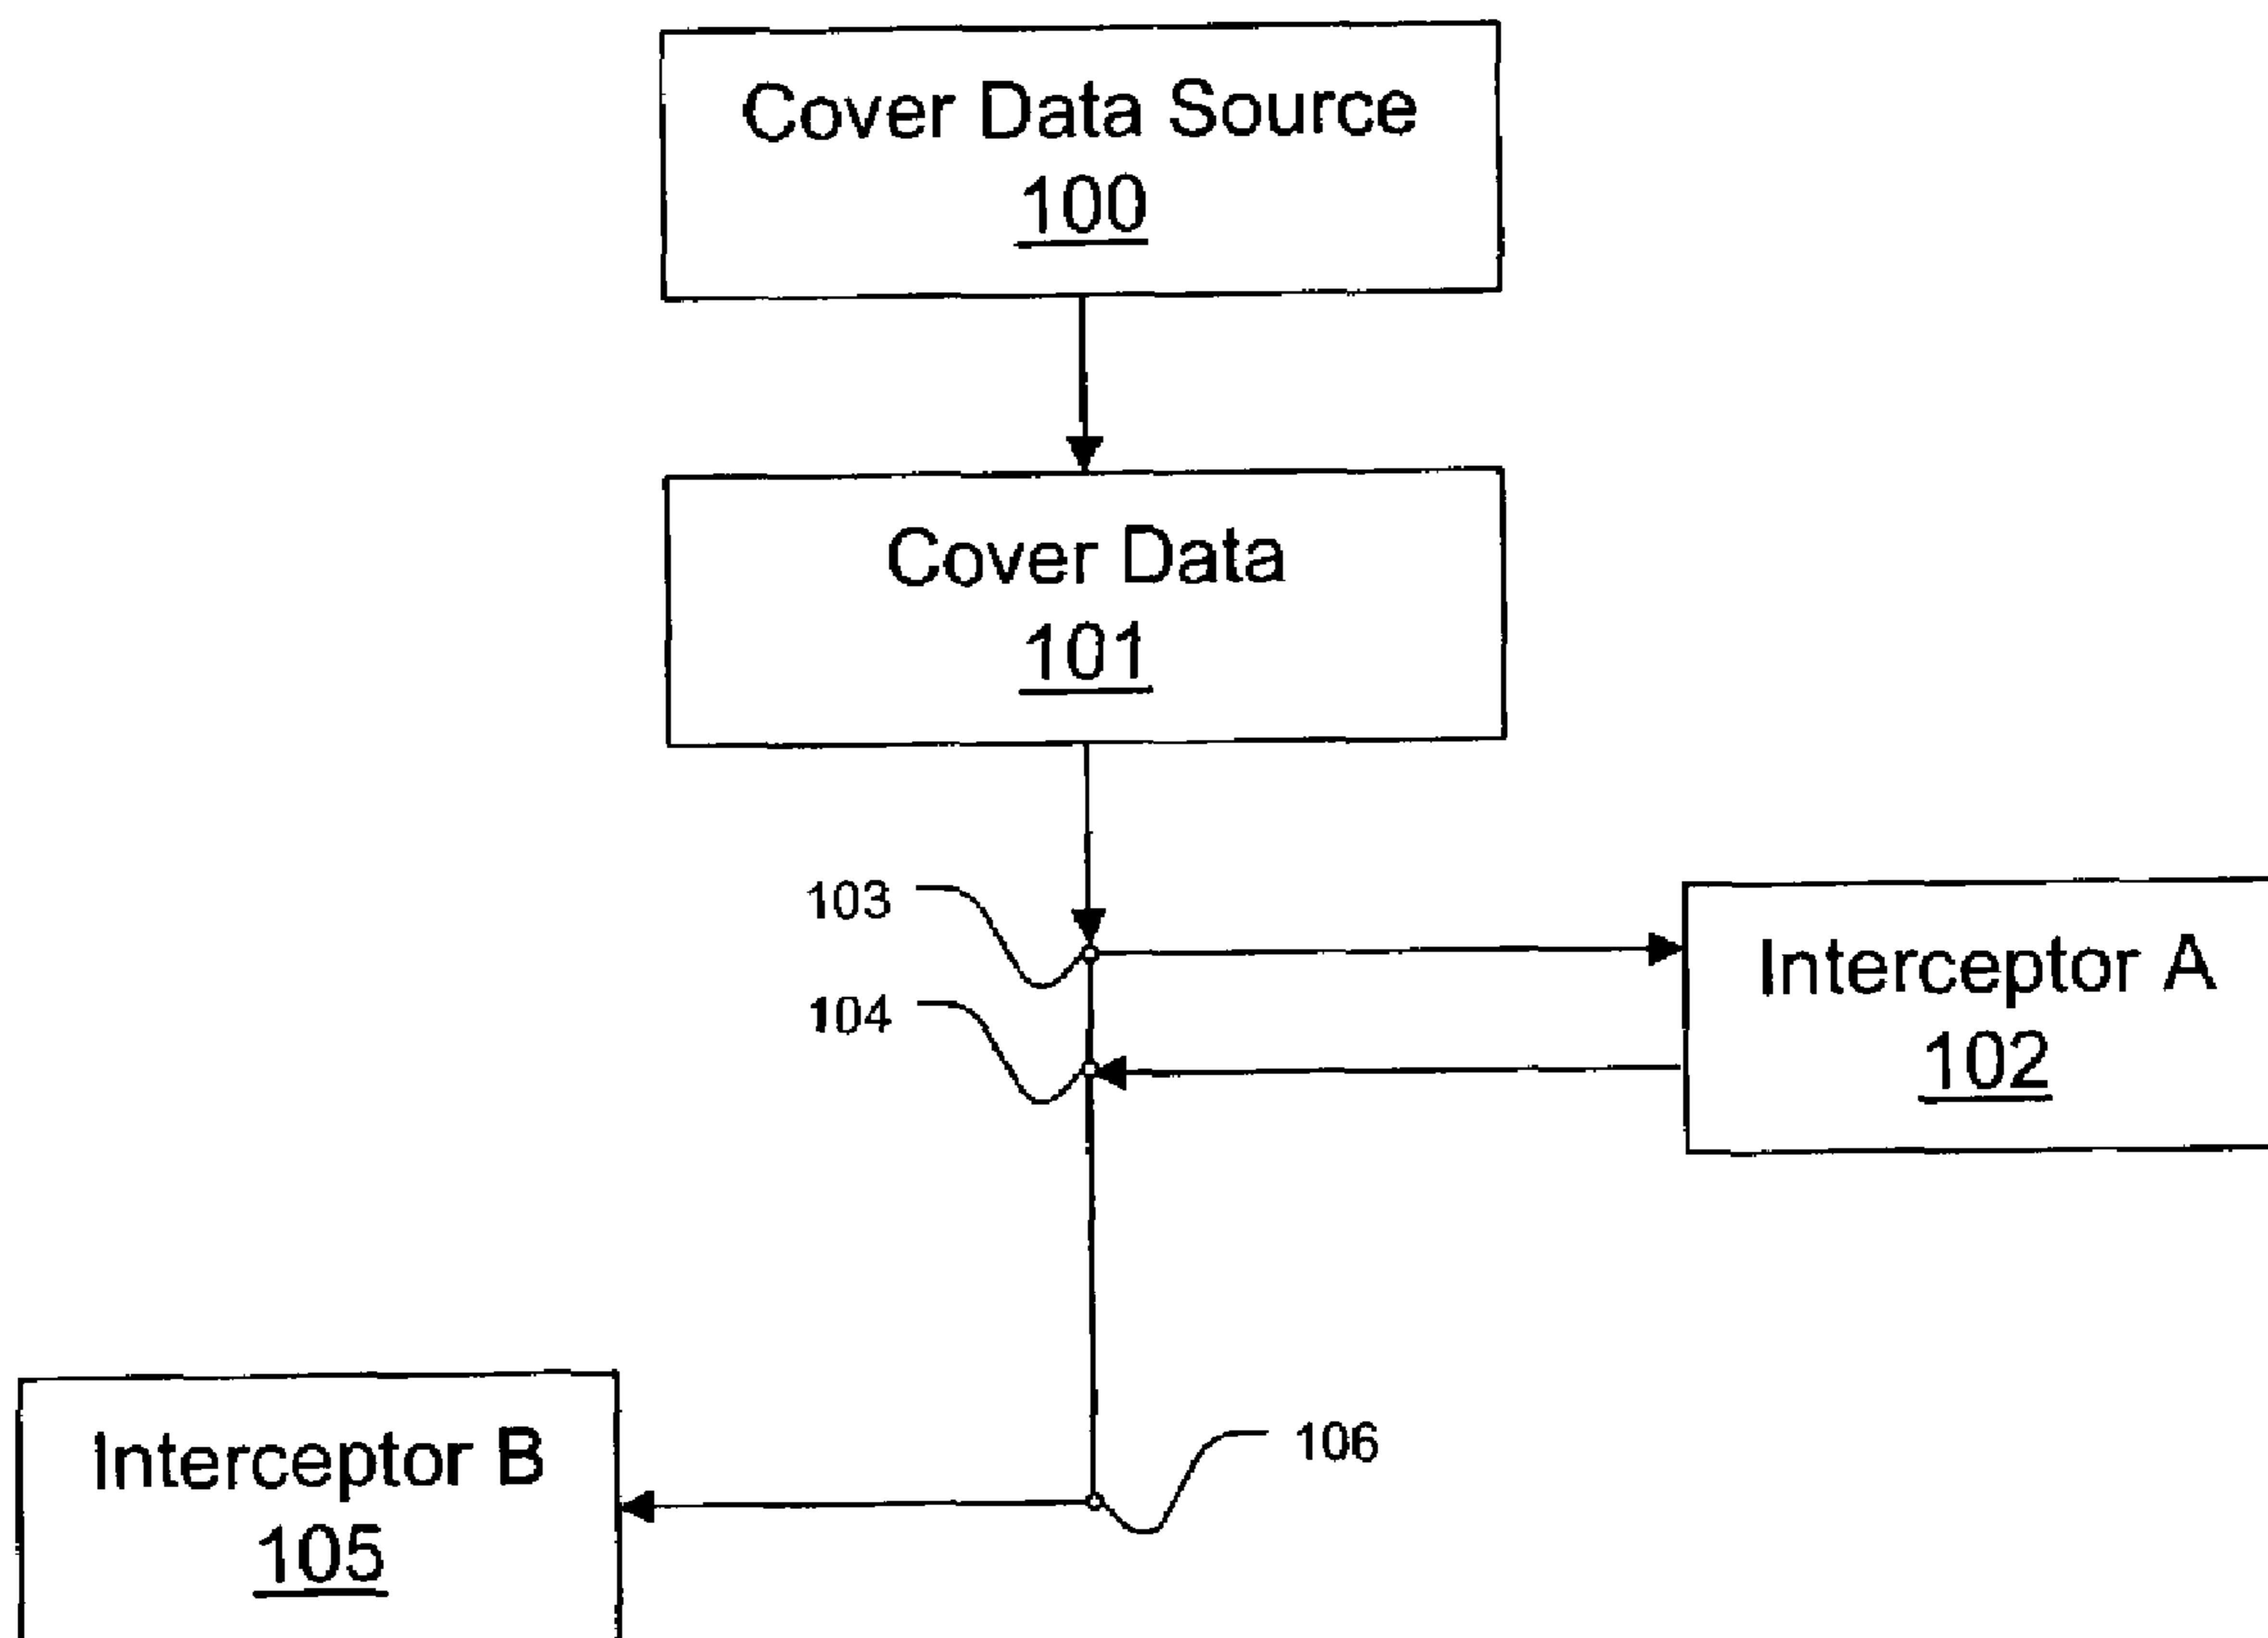 Cover Data Source
100
Cover Data
101
103
104
Interceptor A
102
Interceptor B
105
106